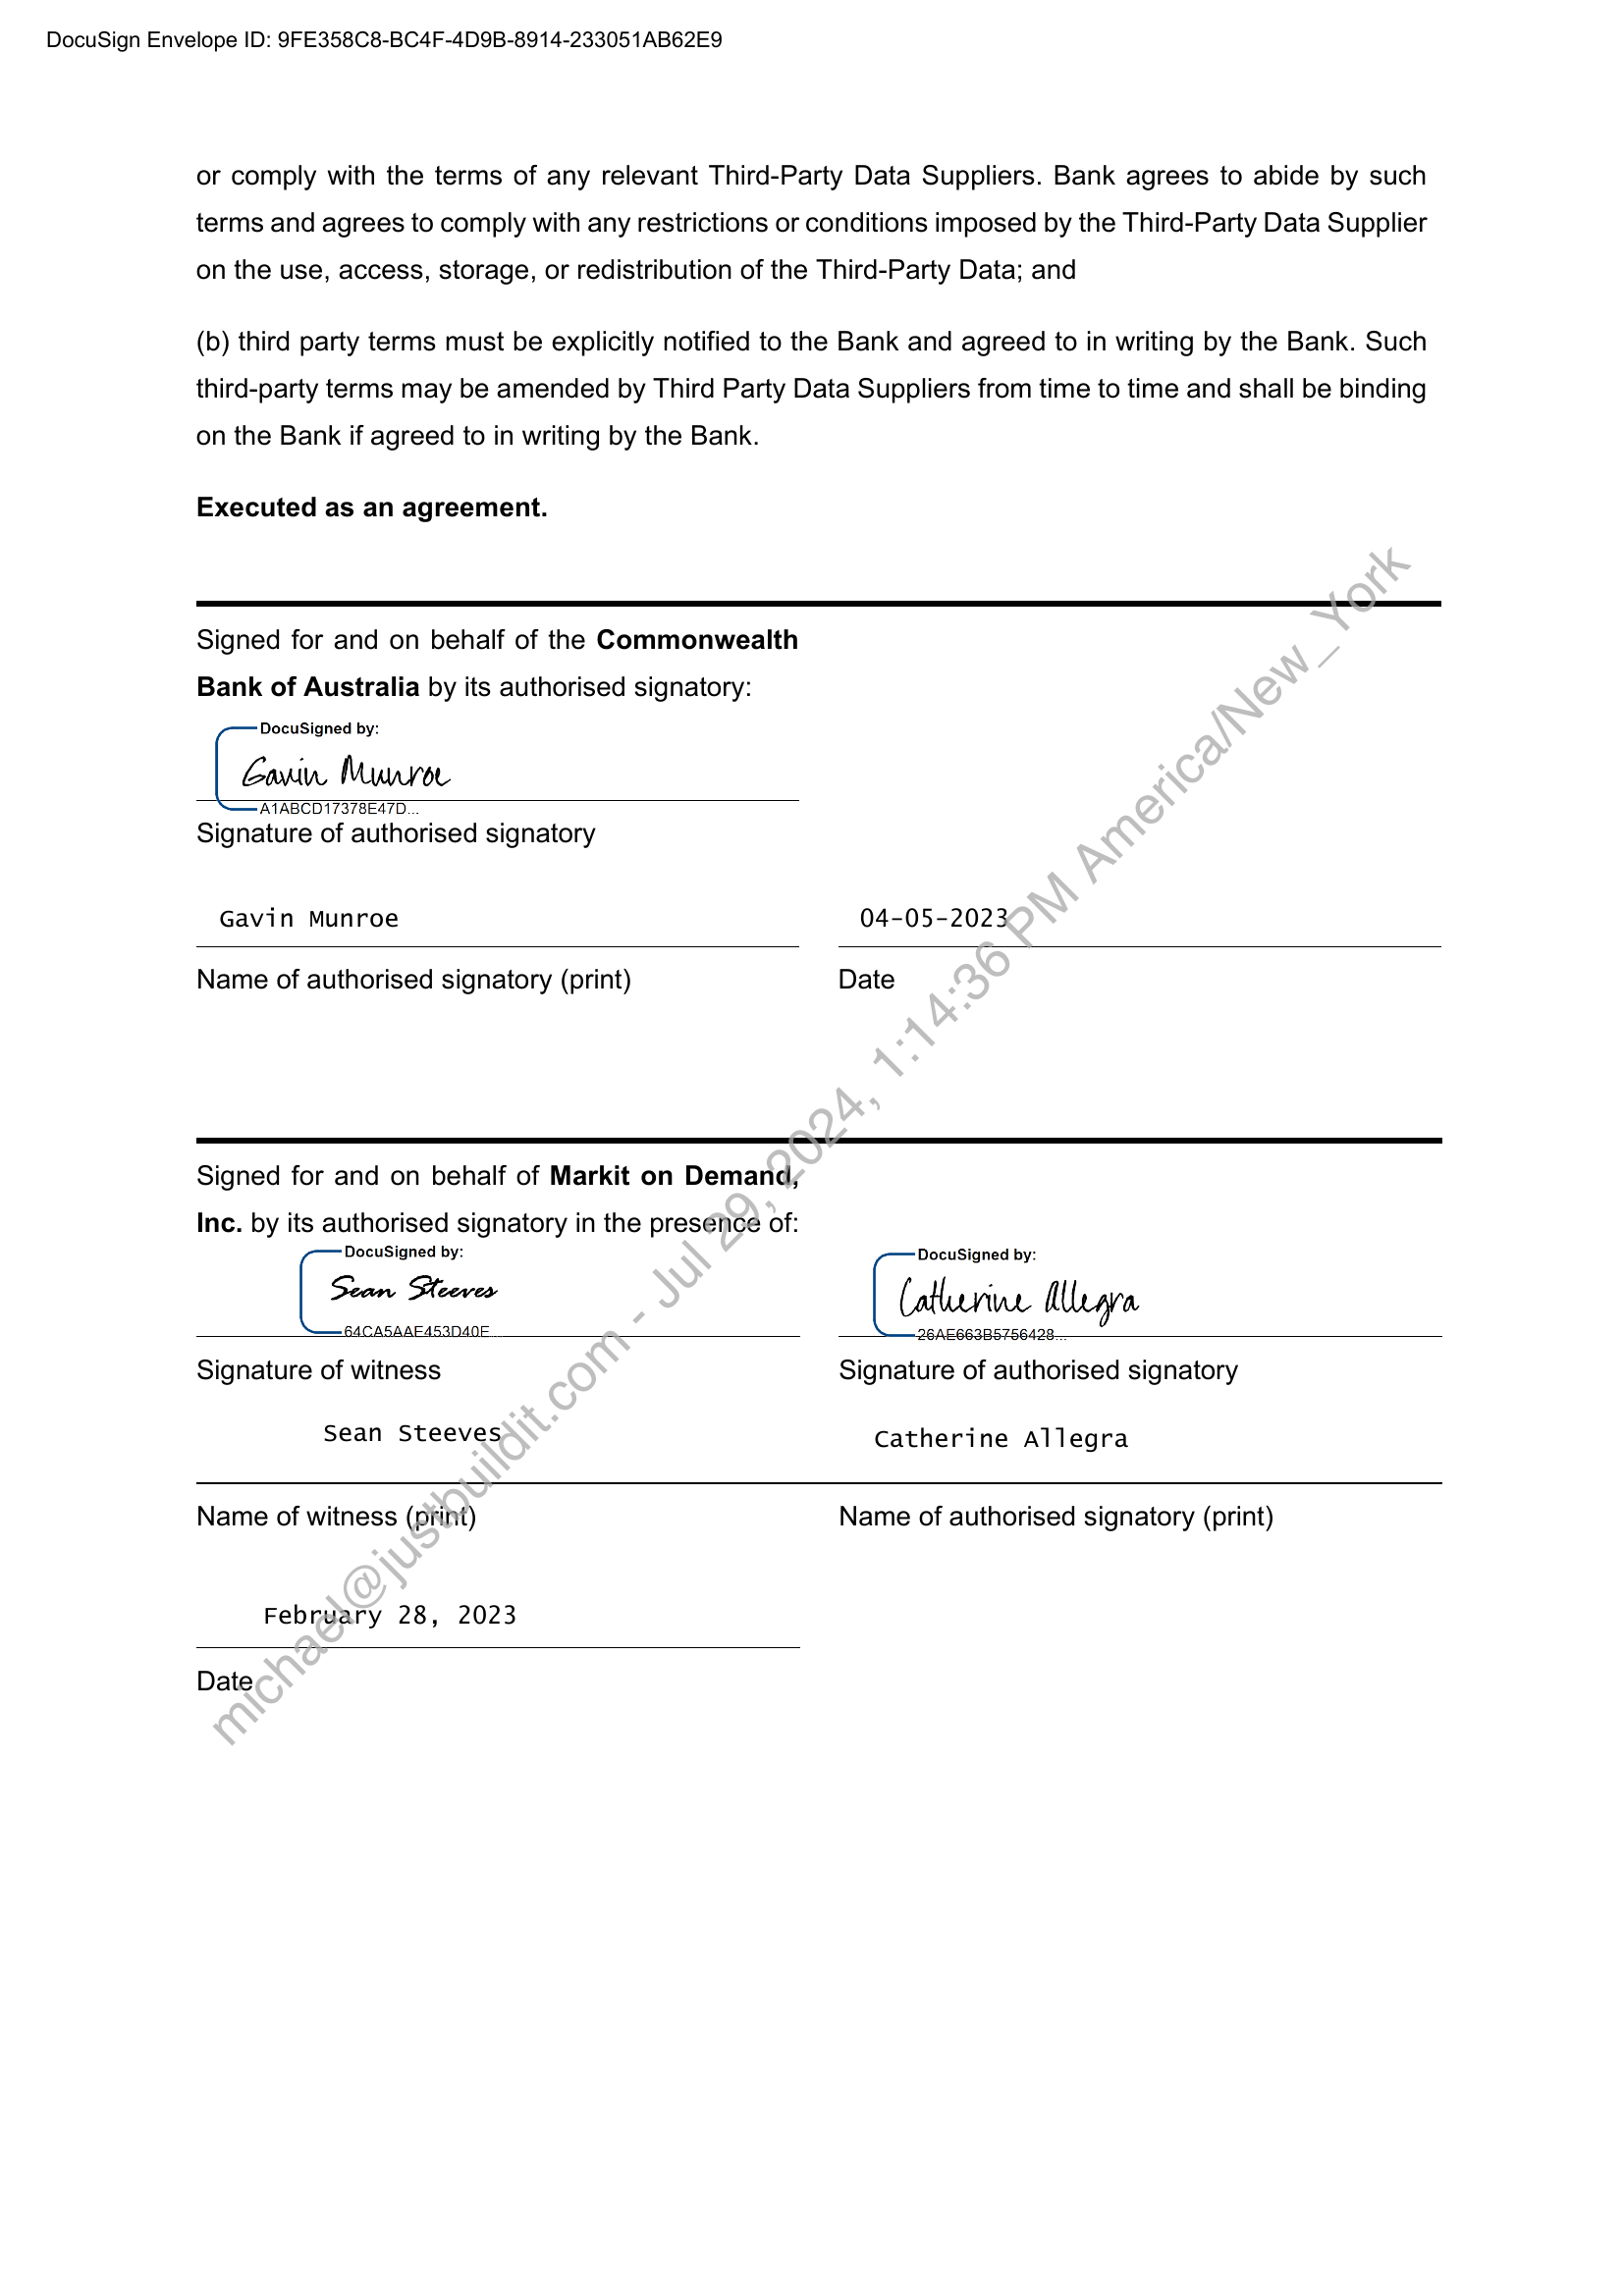 DocuSign Envelope ID: 9FE358C8-BC4F-4D9B-8914-233051AB62E9
or comply with the terms of any relevant Third-Party Data Suppliers. Bank agrees to abide by such
terms and agrees to comply with any restrictions or conditions imposed by the Third-Party Data Supplier
on the use, access, storage, or redistribution of the Third-Party Data; and
(b) third party terms must be explicitly notified to the Bank and agreed to in writing by the Bank. Such
third-party terms may be amended by Third Party Data Suppliers from time to time and shall be binding
on the Bank if agreed to in writing by the Bank.
Executed as an agreement.
Signed for and on behalf of the Commonwealth
Bank of Australia by its authorised signatory:
DocuSigned by:
Gavin Munroe
A1ABCD17378E47D...
Signature of authorised signatory
Gavin Munroe
04-05-2023
Name of authorised signatory (print)
Date
Signed for and on behalf of Markit on Demand,
Inc. by its authorised signatory in the presence of:
DocuSigned by:
Sean Steeves
64CA5AAE453D40E...
Signature of witness
DocuSigned by:
Catherine Allegra
26AE663B5756428...
Signature of authorised signatory
Sean Steeves
Catherine Allegra
Name of witness (print)
Name of authorised signatory (print)
February 28, 2023
Date
michael@justbuildit.com - Jul 29, 2024, 1:14:36 PM America/New_York